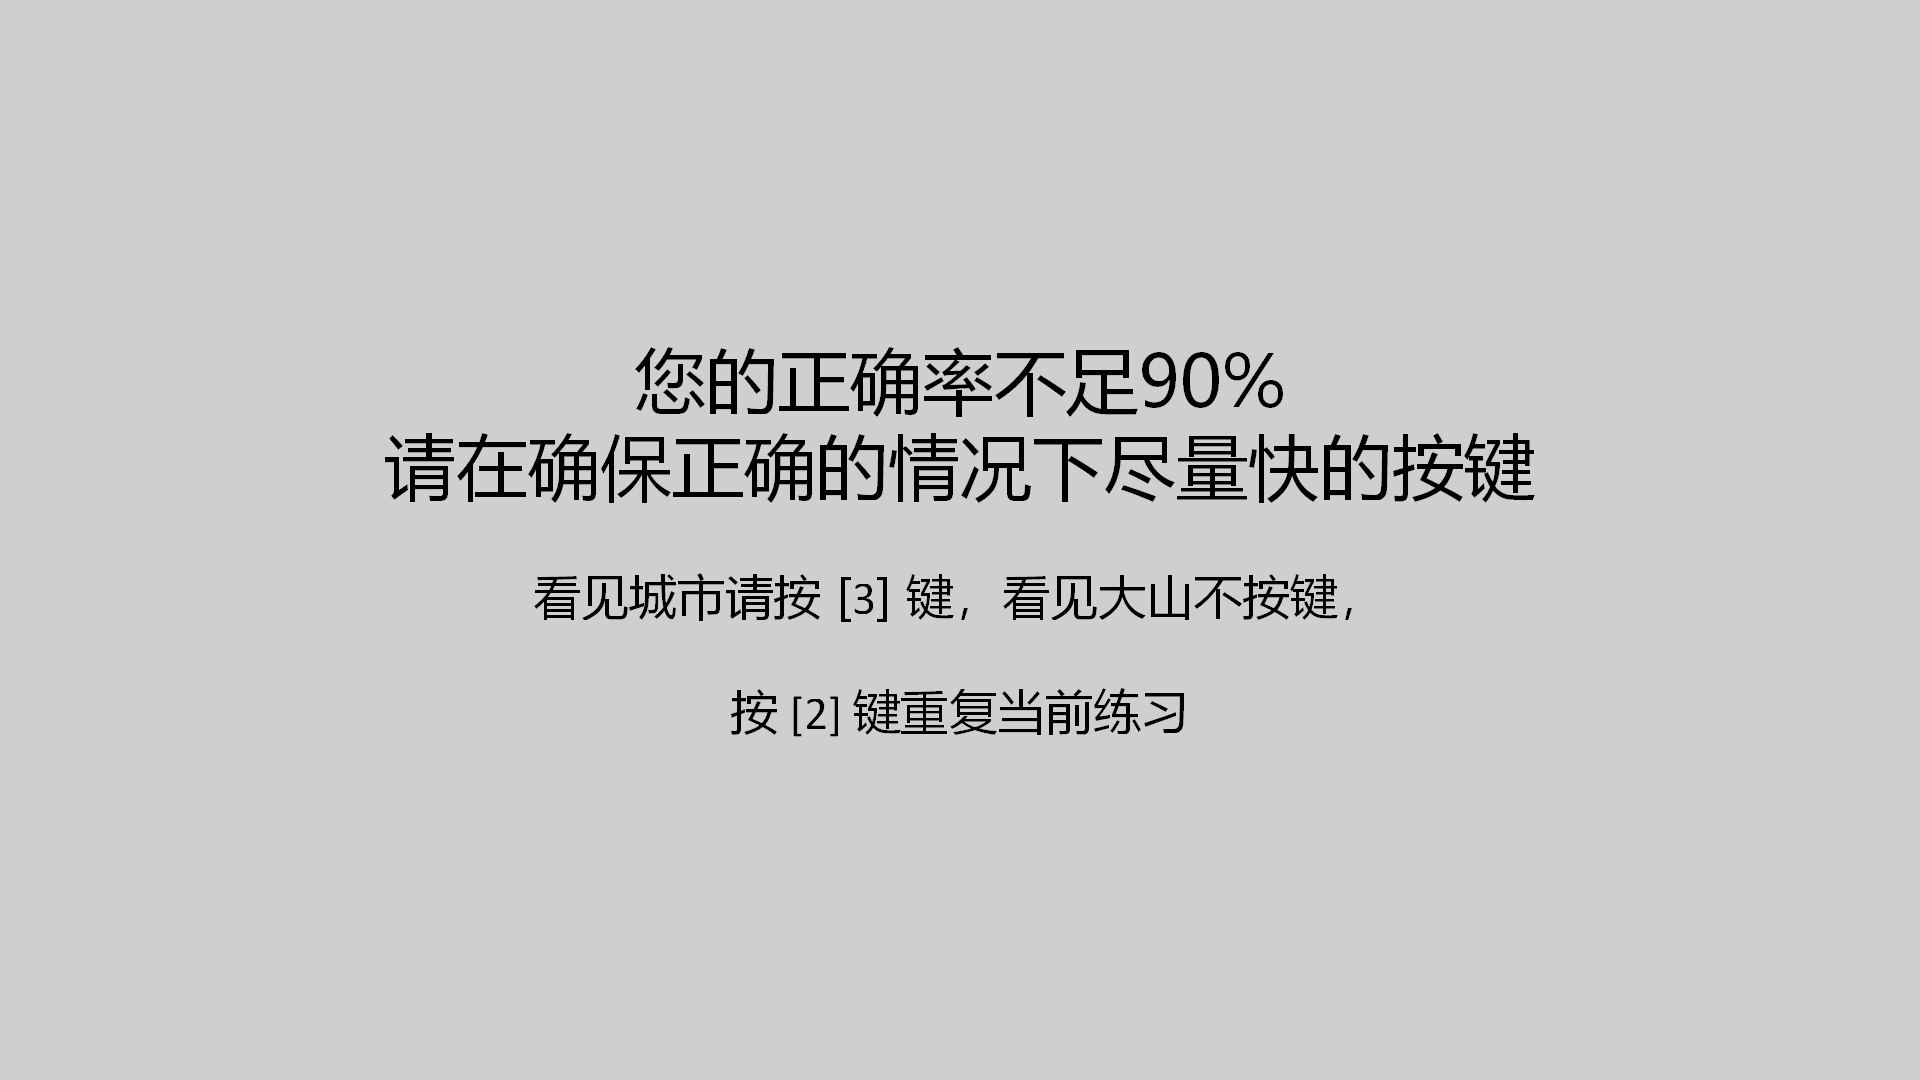 您的正确率不足90%
请在确保正确的情况下尽量快的按键
看见城市请按 [3] 键，看见大山不按键，
按 [2] 键重复当前练习